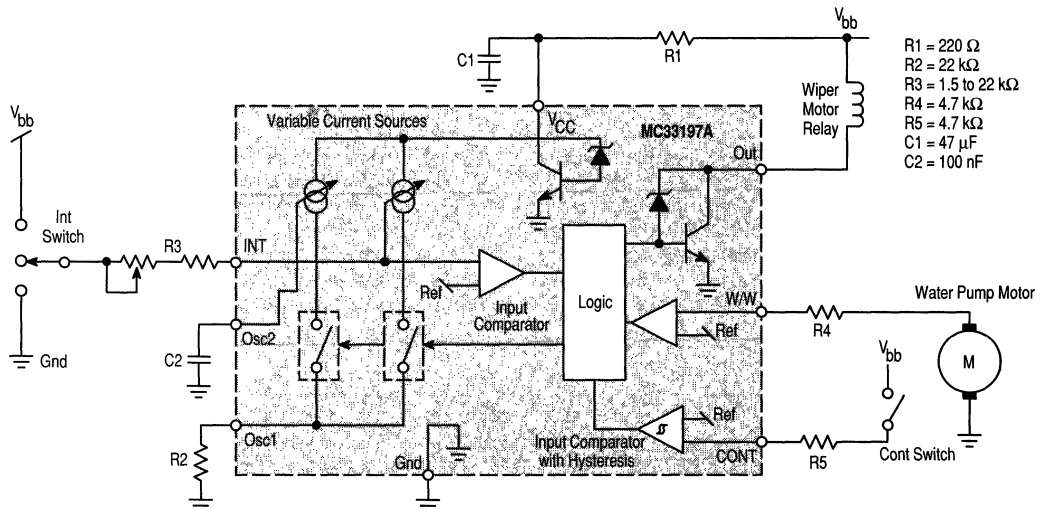 Vbb
R1
C1
R1 = 220 Ω
R2 = 22 kΩ
R3 = 1.5 to 22 kΩ
R4 = 4.7 kΩ
R5 = 4.7 kΩ
C1 = 47 µF
C2 = 100 nF
Wiper
Motor
Relay
Vbb
Variable Current Sources
VCC
MC33197A
Out
Int
Switch
R3
INT
Ref
Input
Comparator
Logic
W/W
Ref
R4
Water Pump Motor
M
Gnd
C2
Osc2
Vbb
Osc1
R2
Gnd
Input Comparator
with Hysteresis
Ref
CONT
R5
Cont Switch